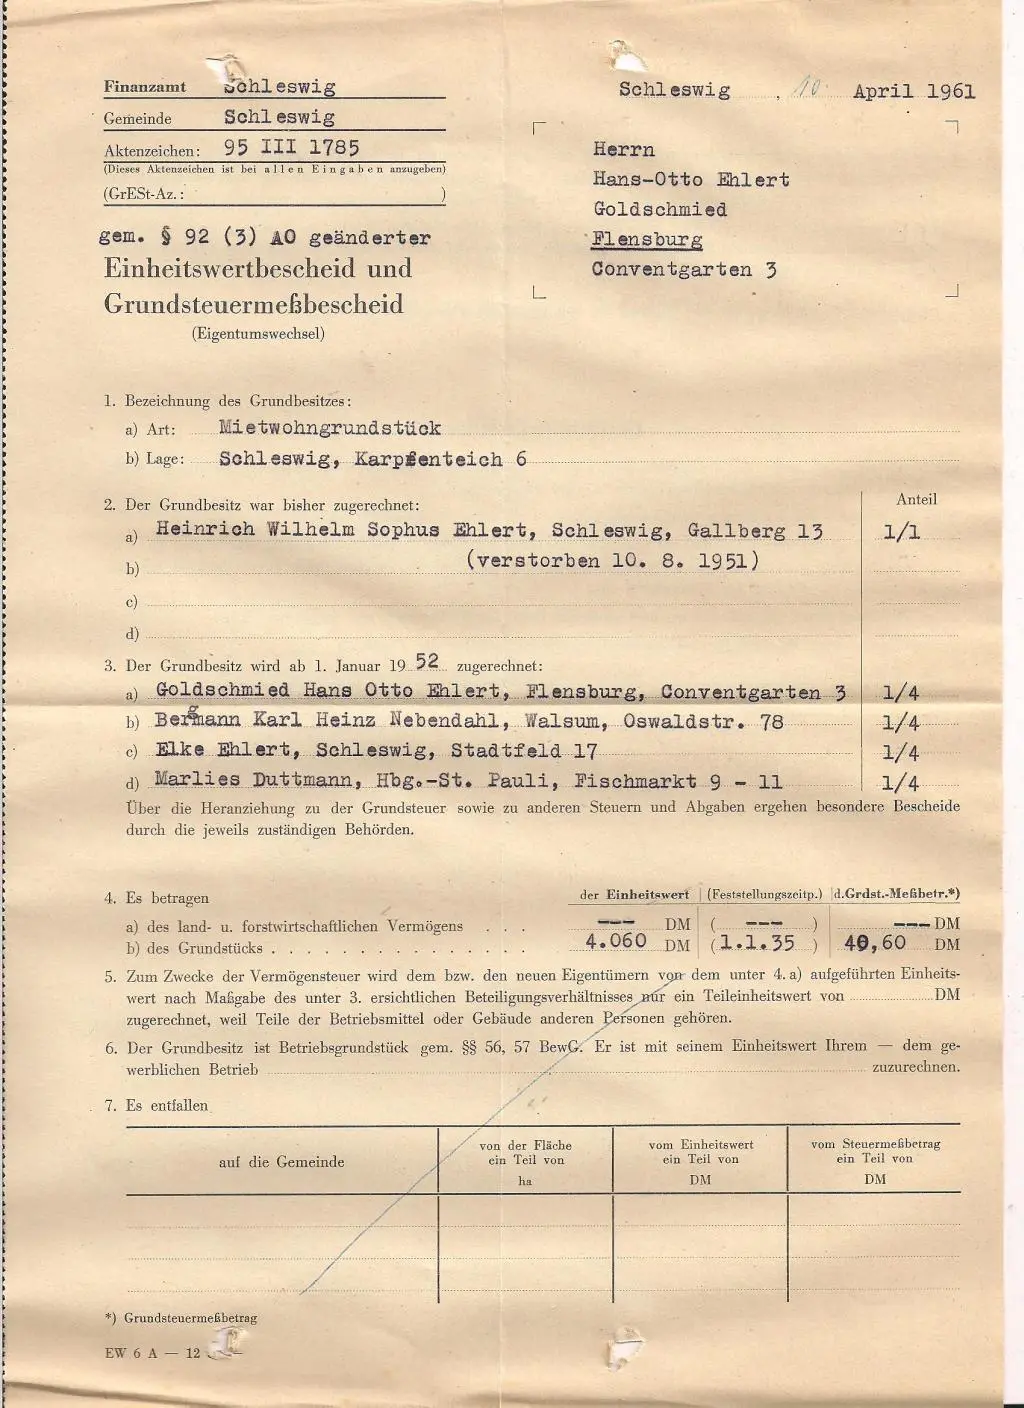 Finanzamt Schleswig
Schleswig, 10. April 1961
Gemeinde Schleswig
Aktenzeichen: 95 III 1785
(Dieses Aktenzeichen ist bei allen Eingaben anzugeben)
(GrESt-Az.: )
Herrn
Hans-Otto Ehlert
Goldschmied
Flensburg
Conventgarten 3
gem. § 92 (3) AO geänderter
Einheitswertbescheid und
Grundsteuermeßbescheid
(Eigentumswechsel)
1. Bezeichnung des Grundbesitzes:
a) Art: Mietwohngrundstück
b) Lage: Schleswig, Karpfenteich 6
2. Der Grundbesitz war bisher zugerechnet: Anteil
a) Heinrich Wilhelm Sophus Ehlert, Schleswig, Gallberg 13 1/1
b) (verstorben 10. 8. 1951)
c)
d)
3. Der Grundbesitz wird ab 1. Januar 19 52 zugerechnet:
a) Goldschmied Hans Otto Ehlert, Flensburg, Conventgarten 3 1/4
b) Bergmann Karl Heinz Nebendahl, Walsum, Oswaldstr. 78 1/4
c) Elke Ehlert, Schleswig, Stadtfeld 17 1/4
d) Marlies Duttmann, Hbg.-St. Pauli, Fischmarkt 9 - 11 1/4
Über die Heranziehung zu der Grundsteuer sowie zu anderen Steuern und Abgaben ergehen besondere Bescheide
durch die jeweils zuständigen Behörden.
4. Es betragen der Einheitswert (Feststellungszeitp.) d.Grdst.-Meßbetr.*)
a) des land- u. forstwirtschaftlichen Vermögens . . . --- DM ( --- ) --- DM
b) des Grundstücks . . . . . . . . . . . . . . . 4.060 DM ( 1.1.35 ) 40,60 DM
5. Zum Zwecke der Vermögensteuer wird dem bzw. den neuen Eigentümern von dem unter 4. a) aufgeführten Einheits-
wert nach Maßgabe des unter 3. ersichtlichen Beteiligungsverhältnisses nur ein Teileinheitswert von DM
zugerechnet, weil Teile der Betriebsmittel oder Gebäude anderen Personen gehören.
6. Der Grundbesitz ist Betriebsgrundstück gem. §§ 56, 57 BewG. Er ist mit seinem Einheitswert Ihrem — dem ge-
werblichen Betrieb zuzurechnen.
7. Es entfallen
auf die Gemeinde
von der Fläche
ein Teil von
ha
vom Einheitswert
ein Teil von
DM
vom Steuermeßbetrag
ein Teil von
DM
*) Grundsteuermeßbetrag
EW 6 A — 12